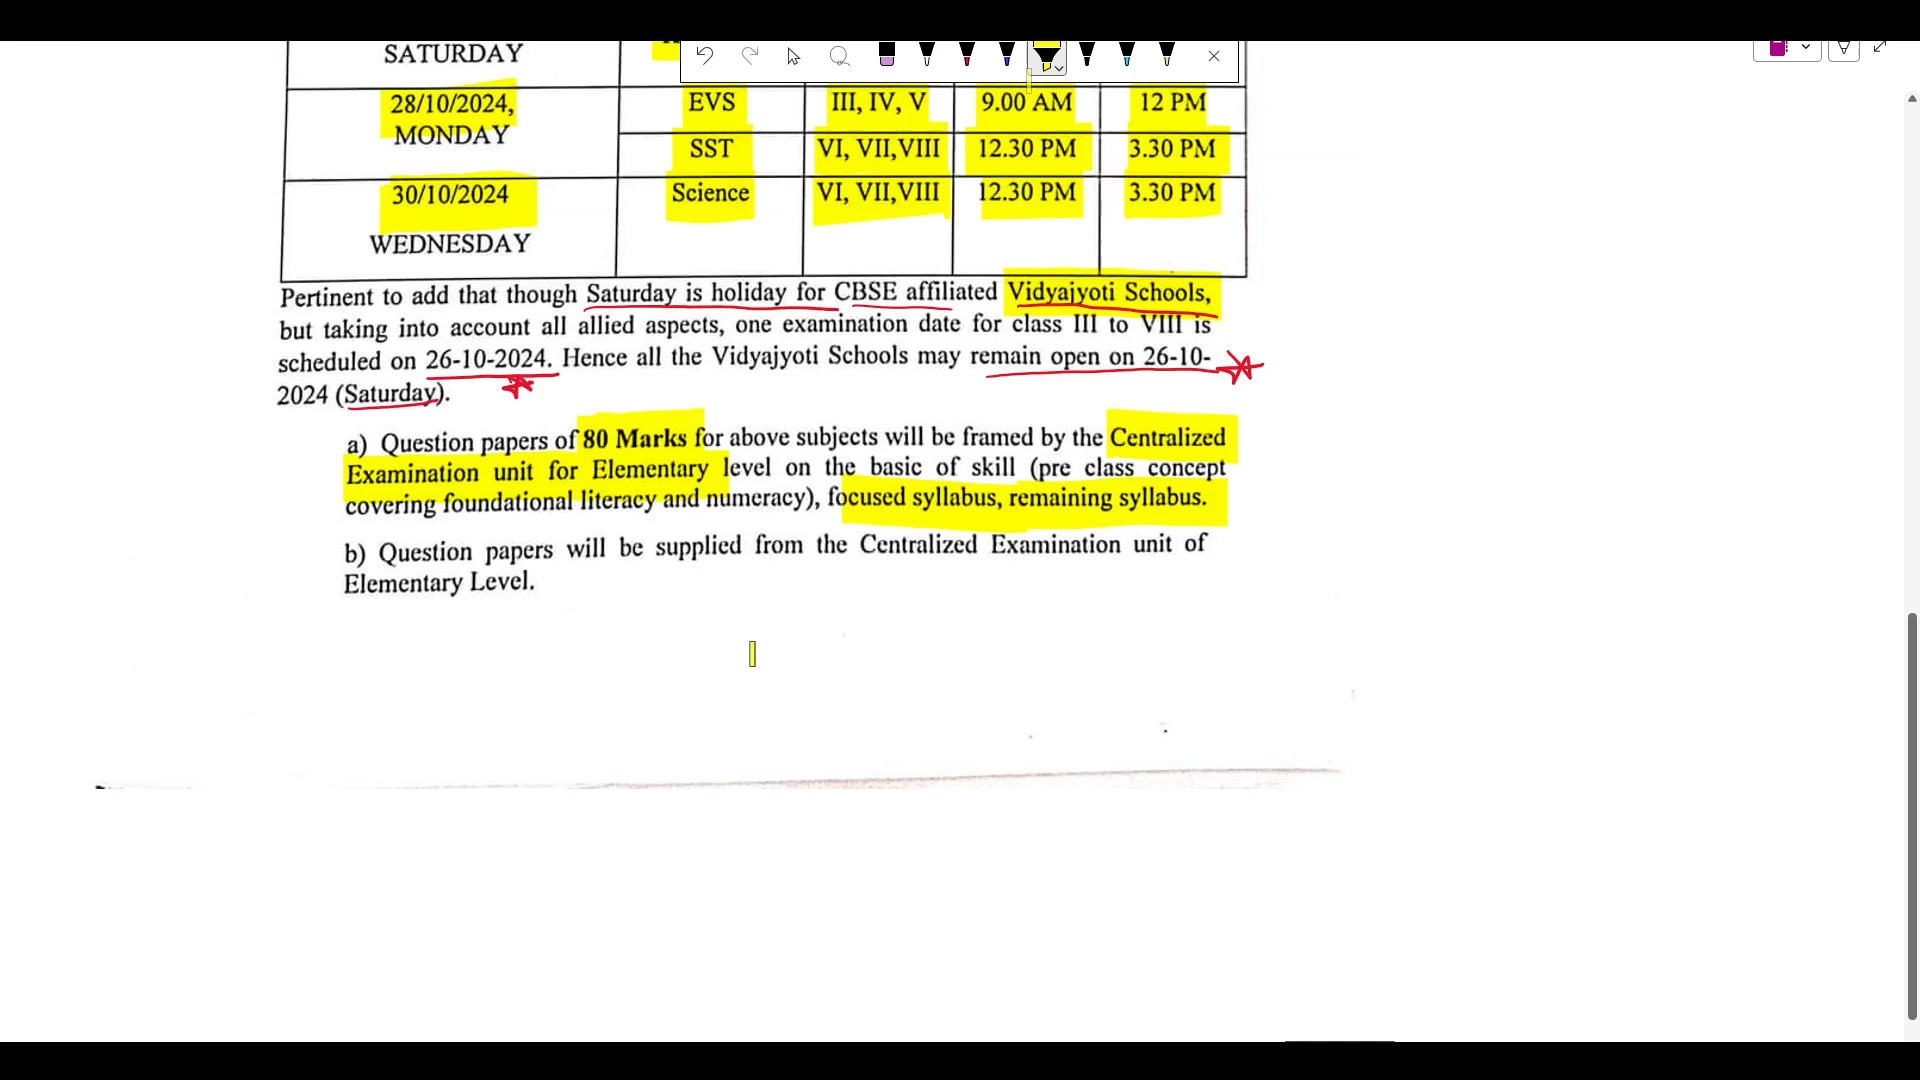 SATURDAY
28/10/2024,
MONDAY
EVS
III, IV, V
9.00 AM
12 PM
SST
VI, VII,VIII
12.30 PM
3.30 PM
30/10/2024
WEDNESDAY
Science
VI, VII,VIII
12.30 PM
3.30 PM
Pertinent to add that though Saturday is holiday for CBSE affiliated Vidyajyoti Schools,
but taking into account all allied aspects, one examination date for class III to VIII is
scheduled on 26-10-2024. Hence all the Vidyajyoti Schools may remain open on 26-10-
2024 (Saturday).
a) Question papers of 80 Marks for above subjects will be framed by the Centralized
Examination unit for Elementary level on the basic of skill (pre class concept
covering foundational literacy and numeracy), focused syllabus, remaining syllabus.
b) Question papers will be supplied from the Centralized Examination unit of
Elementary Level.